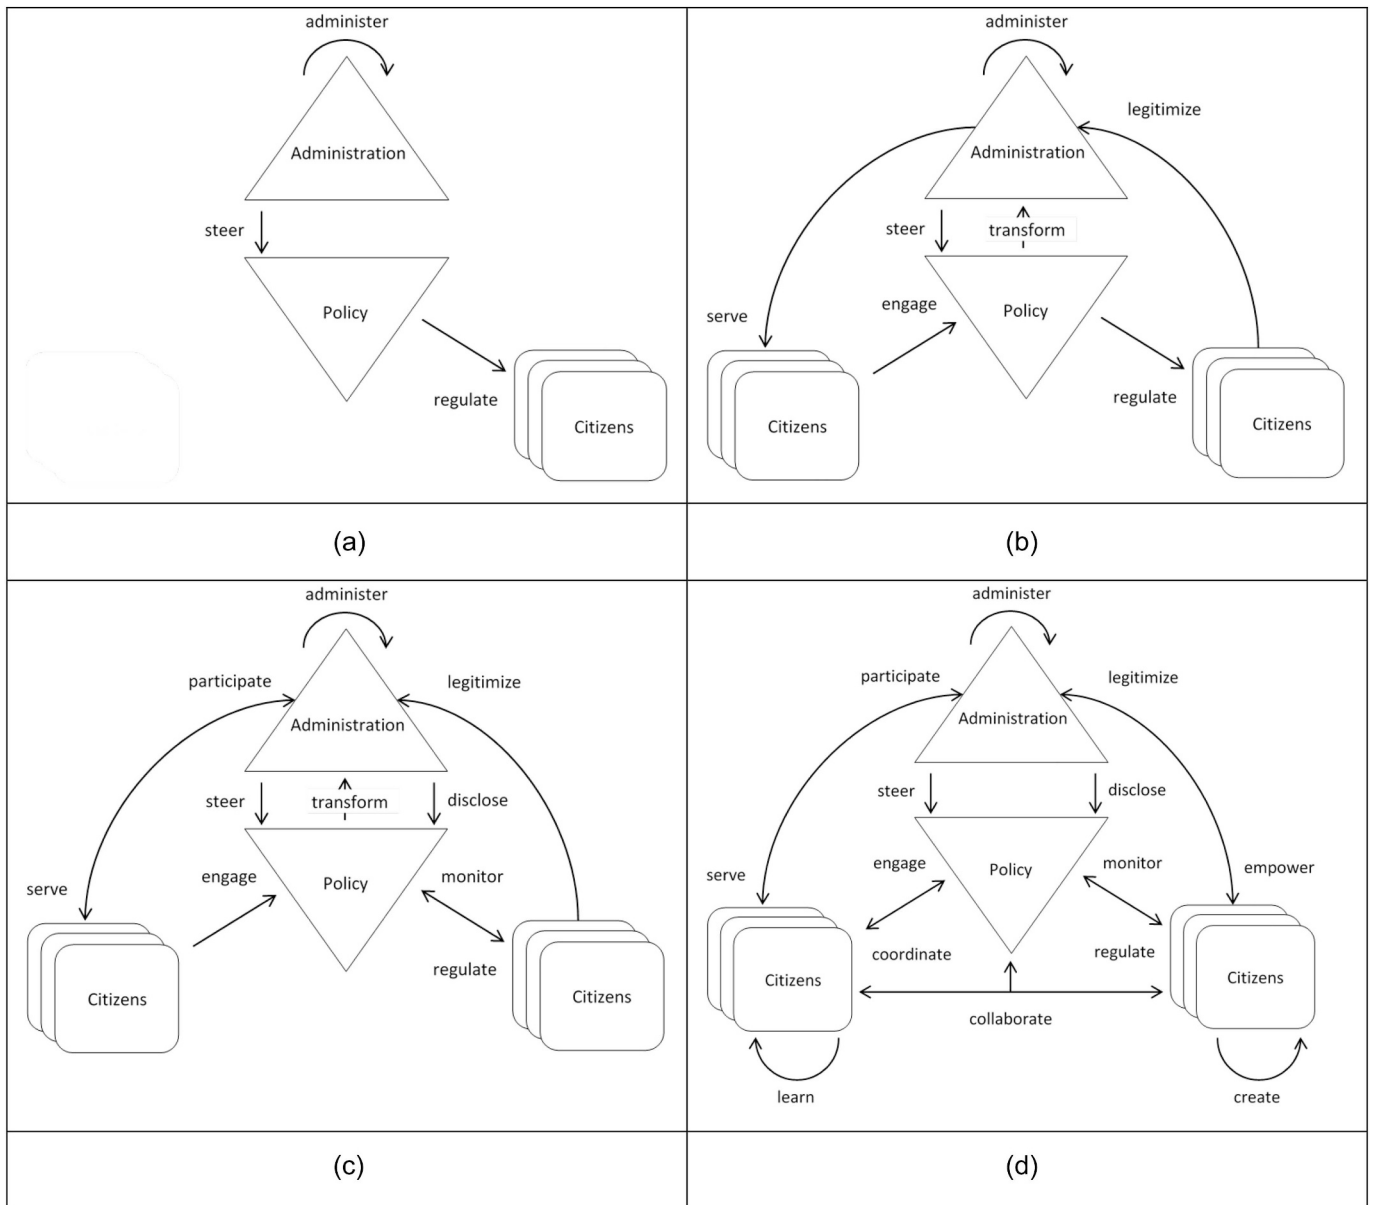 administer
Administration
steer
Policy
regulate
Citizens
(a)
administer
legitimize
Administration
steer
transform
engage
Policy
serve
regulate
Citizens
Citizens
(b)
administer
participate
legitimize
Administration
steer
transform
disclose
engage
Policy
monitor
serve
regulate
Citizens
Citizens
(c)
administer
participate
legitimize
Administration
steer
disclose
engage
Policy
monitor
serve
empower
coordinate
regulate
Citizens
Citizens
collaborate
learn
create
(d)